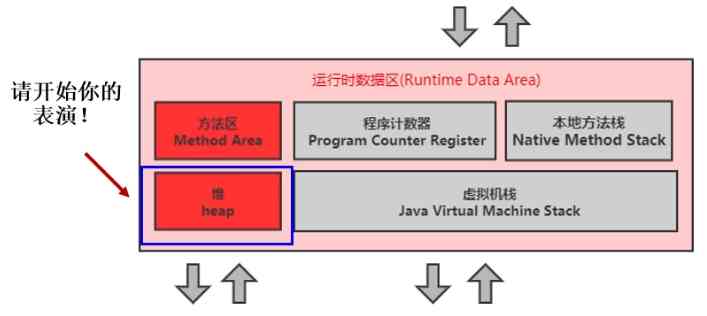 请开始你的
表演！
运行时数据区(Runtime Data Area)
方法区
Method Area
程序计数器
Program Counter Register
本地方法栈
Native Method Stack
堆
heap
虚拟机栈
Java Virtual Machine Stack